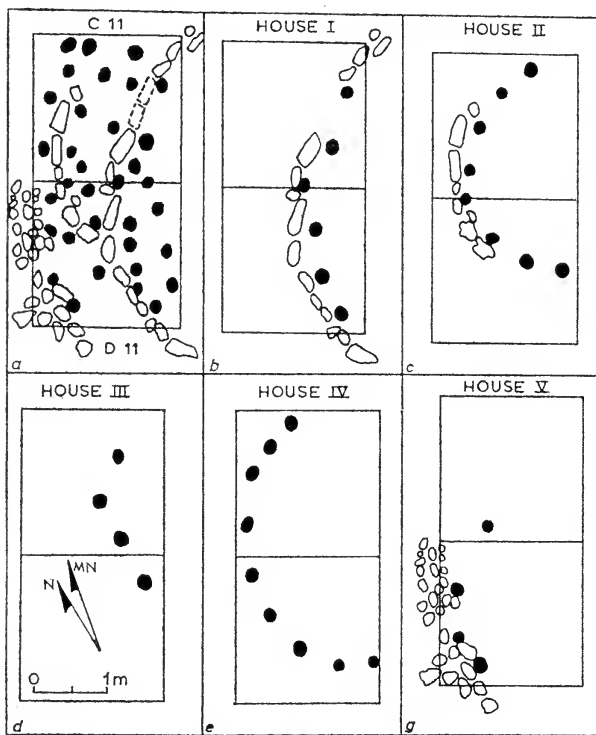 C 11
D 11
a
HOUSE I
b
HOUSE II
c
HOUSE III
N
MN
0 1m
d
HOUSE IV
e
HOUSE V
g